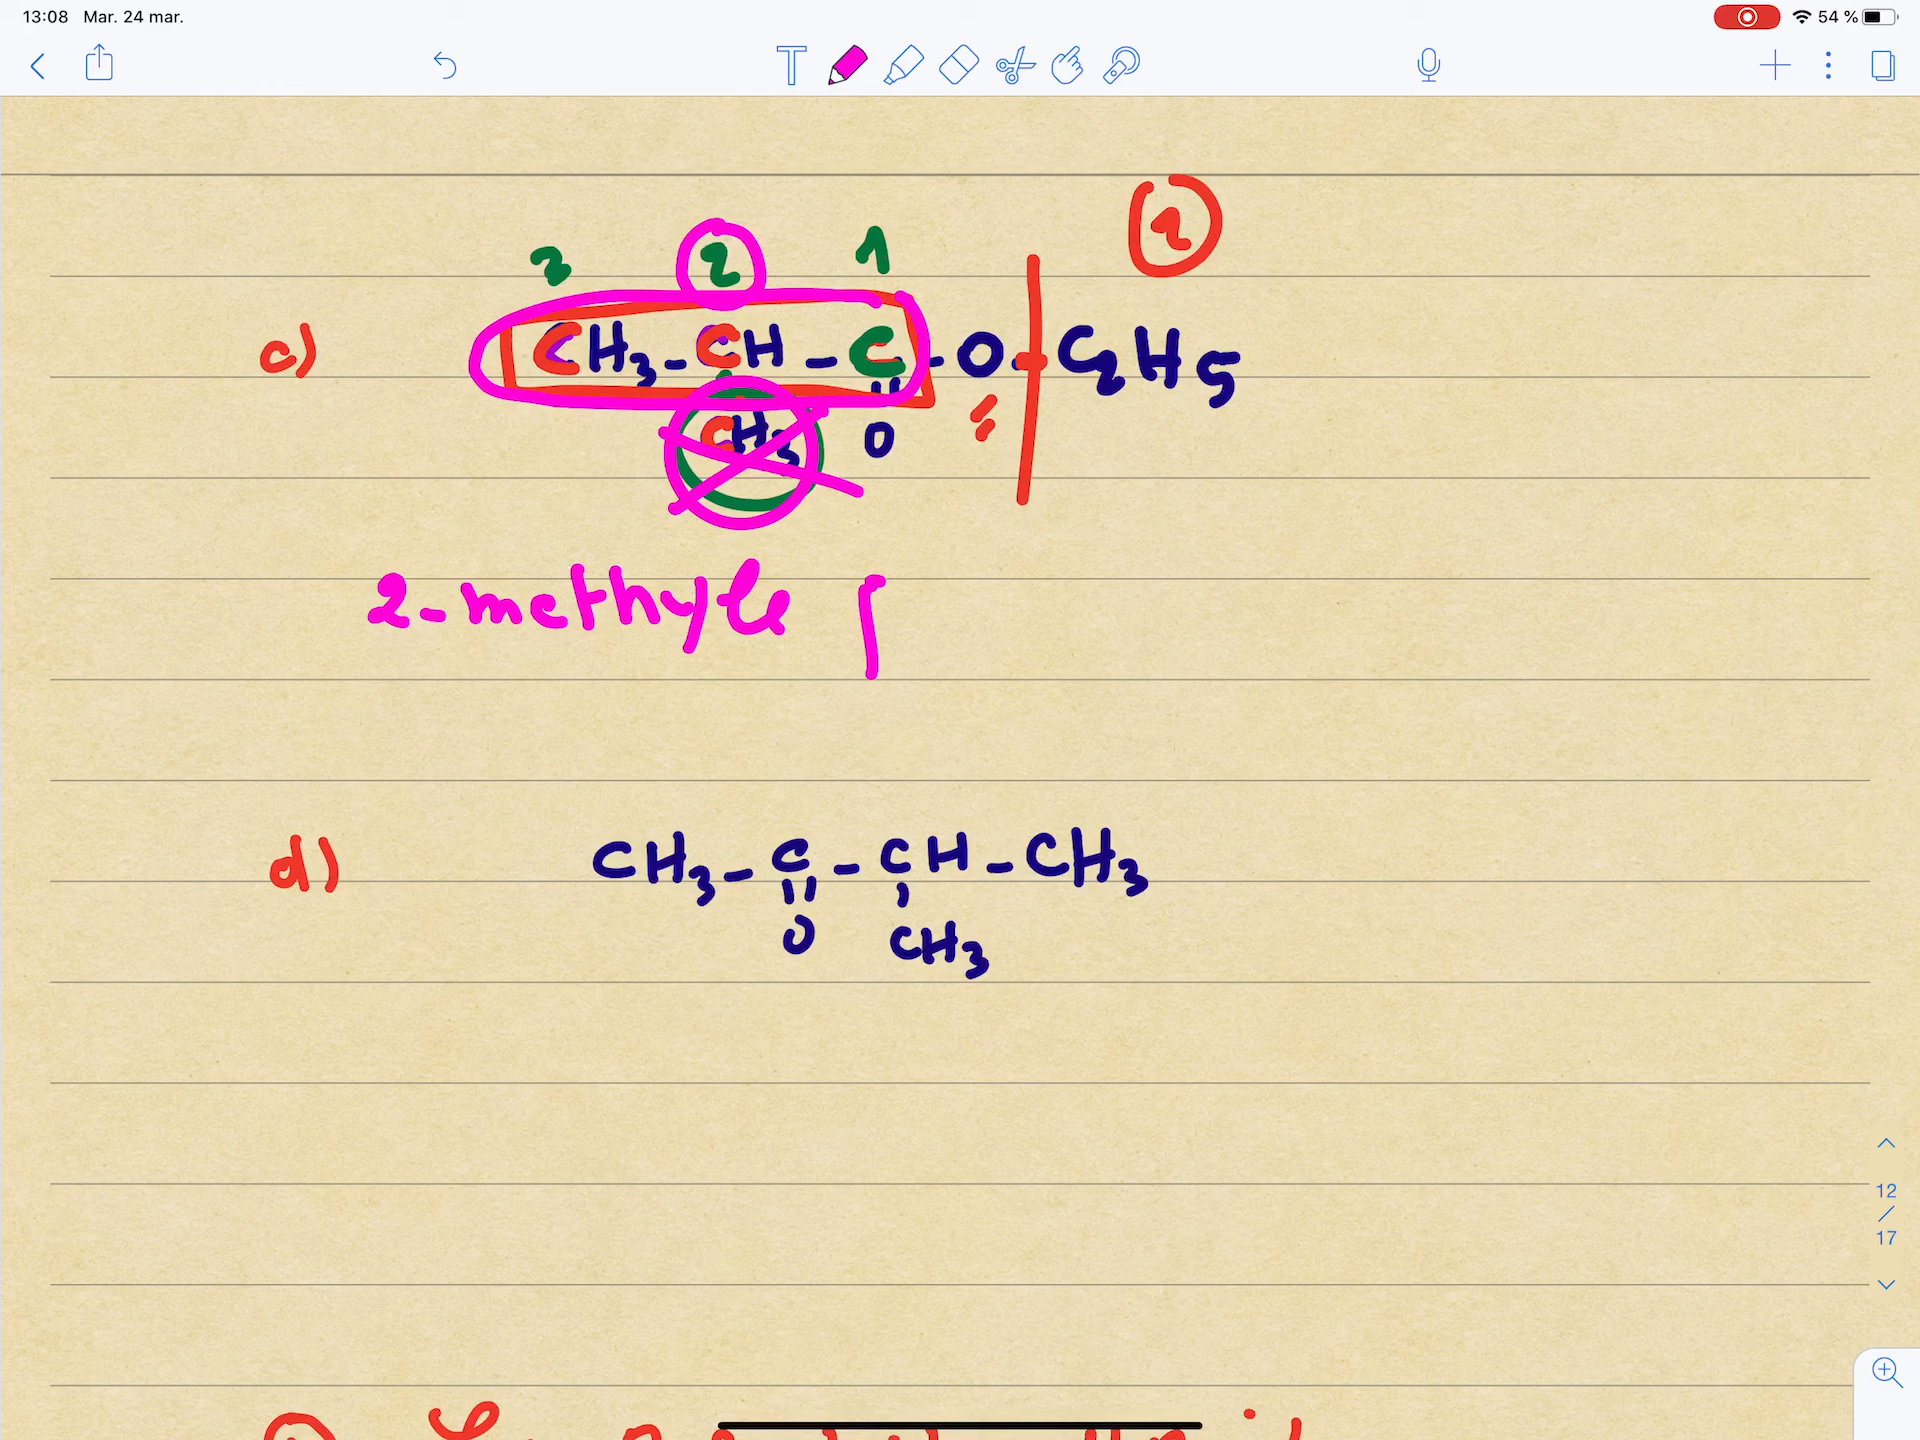 13:08 Mar. 24 mar. 54 %
T
2
3 2 1
c) CH3-CH-C-O-C2H5
CH3 O
2-methyle p
d) CH3-C-CH-CH3
O CH3
12
/
17